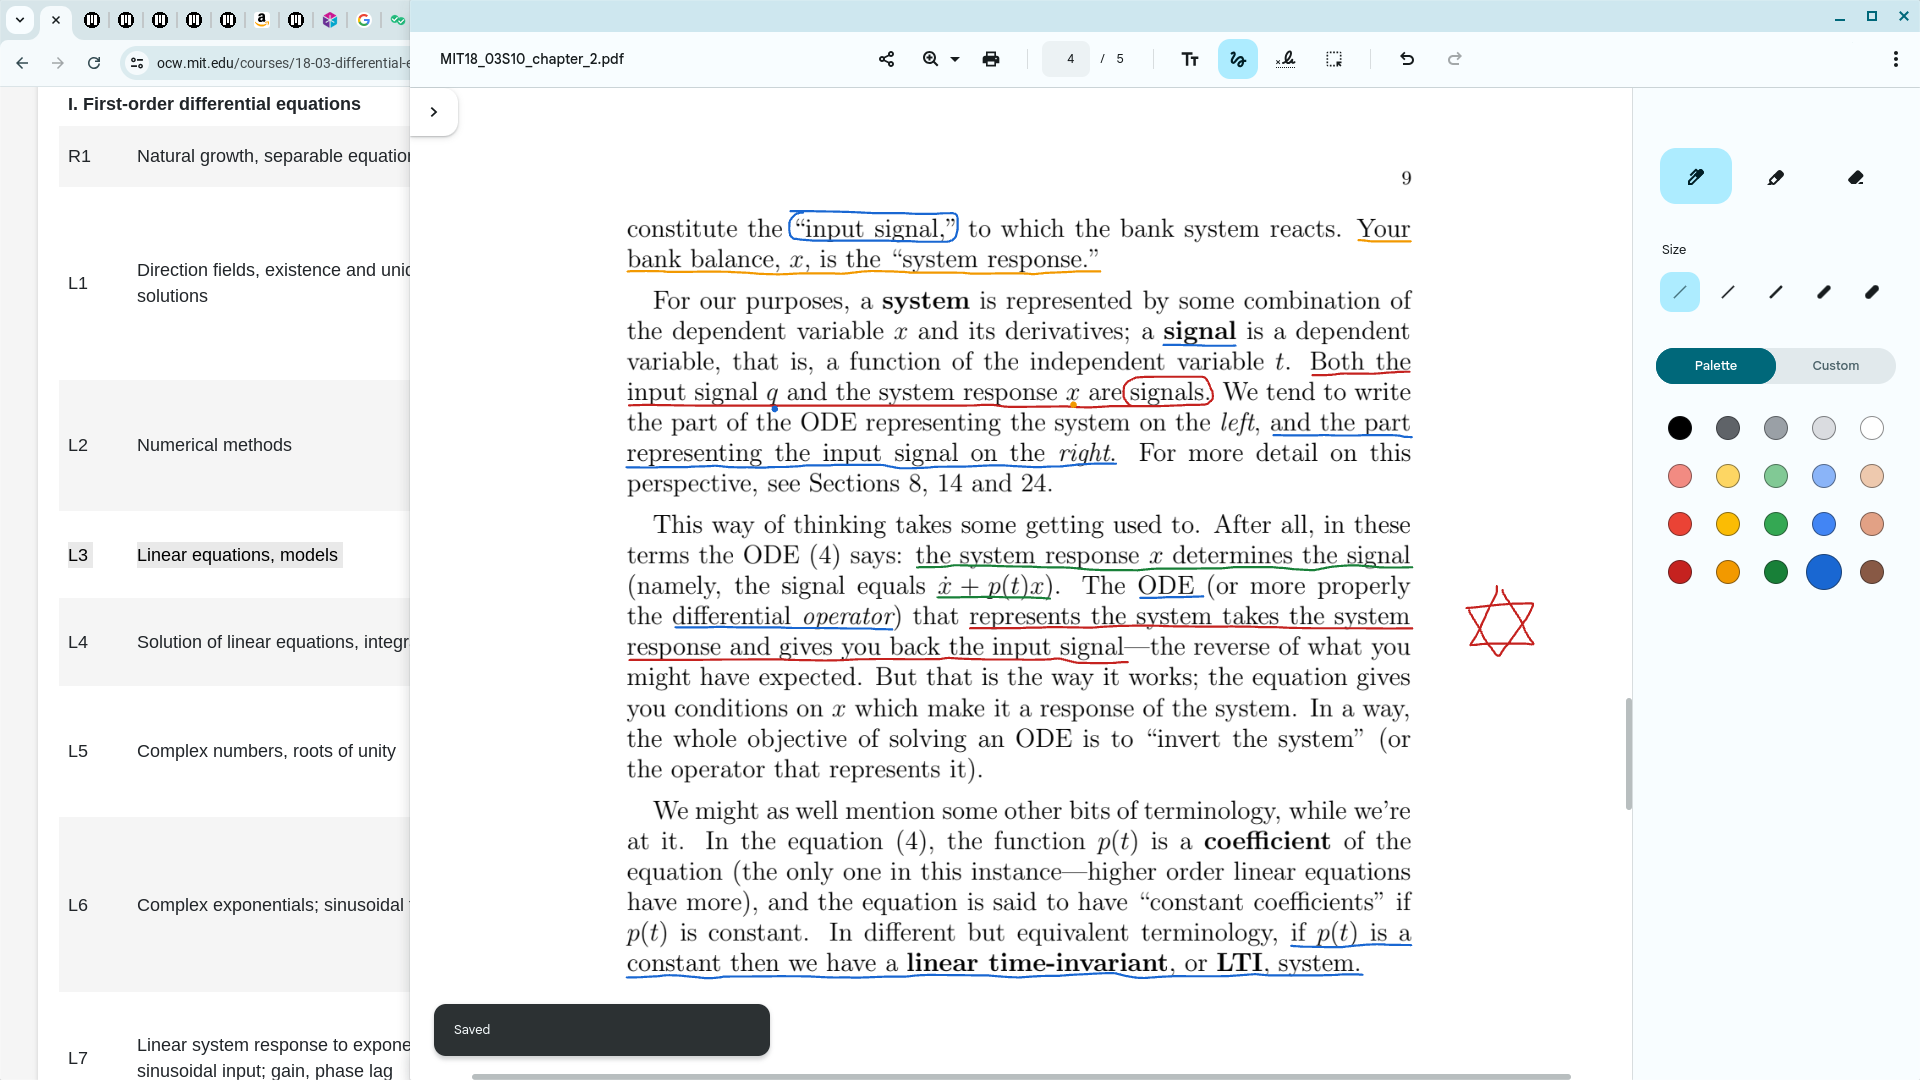 ocw.mit.edu/courses/18-03-differential-e
I. First-order differential equations
R1 Natural growth, separable equatio
L1 Direction fields, existence and uni
solutions
L2 Numerical methods
L3 Linear equations, models
L4 Solution of linear equations, integr
L5 Complex numbers, roots of unity
L6 Complex exponentials; sinusoidal
L7 Linear system response to expone
sinusoidal input; gain, phase lag
MIT18_03S10_chapter_2.pdf
4 / 5
9
constitute the “input signal,” to which the bank system reacts. Your
bank balance, x, is the “system response.”
For our purposes, a system is represented by some combination of
the dependent variable x and its derivatives; a signal is a dependent
variable, that is, a function of the independent variable t. Both the
input signal q and the system response x are signals. We tend to write
the part of the ODE representing the system on the left, and the part
representing the input signal on the right. For more detail on this
perspective, see Sections 8, 14 and 24.
This way of thinking takes some getting used to. After all, in these
terms the ODE (4) says: the system response x determines the signal
(namely, the signal equals ẋ + p(t)x). The ODE (or more properly
the differential operator) that represents the system takes the system
response and gives you back the input signal—the reverse of what you
might have expected. But that is the way it works; the equation gives
you conditions on x which make it a response of the system. In a way,
the whole objective of solving an ODE is to “invert the system” (or
the operator that represents it).
We might as well mention some other bits of terminology, while we’re
at it. In the equation (4), the function p(t) is a coefficient of the
equation (the only one in this instance—higher order linear equations
have more), and the equation is said to have “constant coefficients” if
p(t) is constant. In different but equivalent terminology, if p(t) is a
constant then we have a linear time-invariant, or LTI, system.
Saved
Size
Palette
Custom